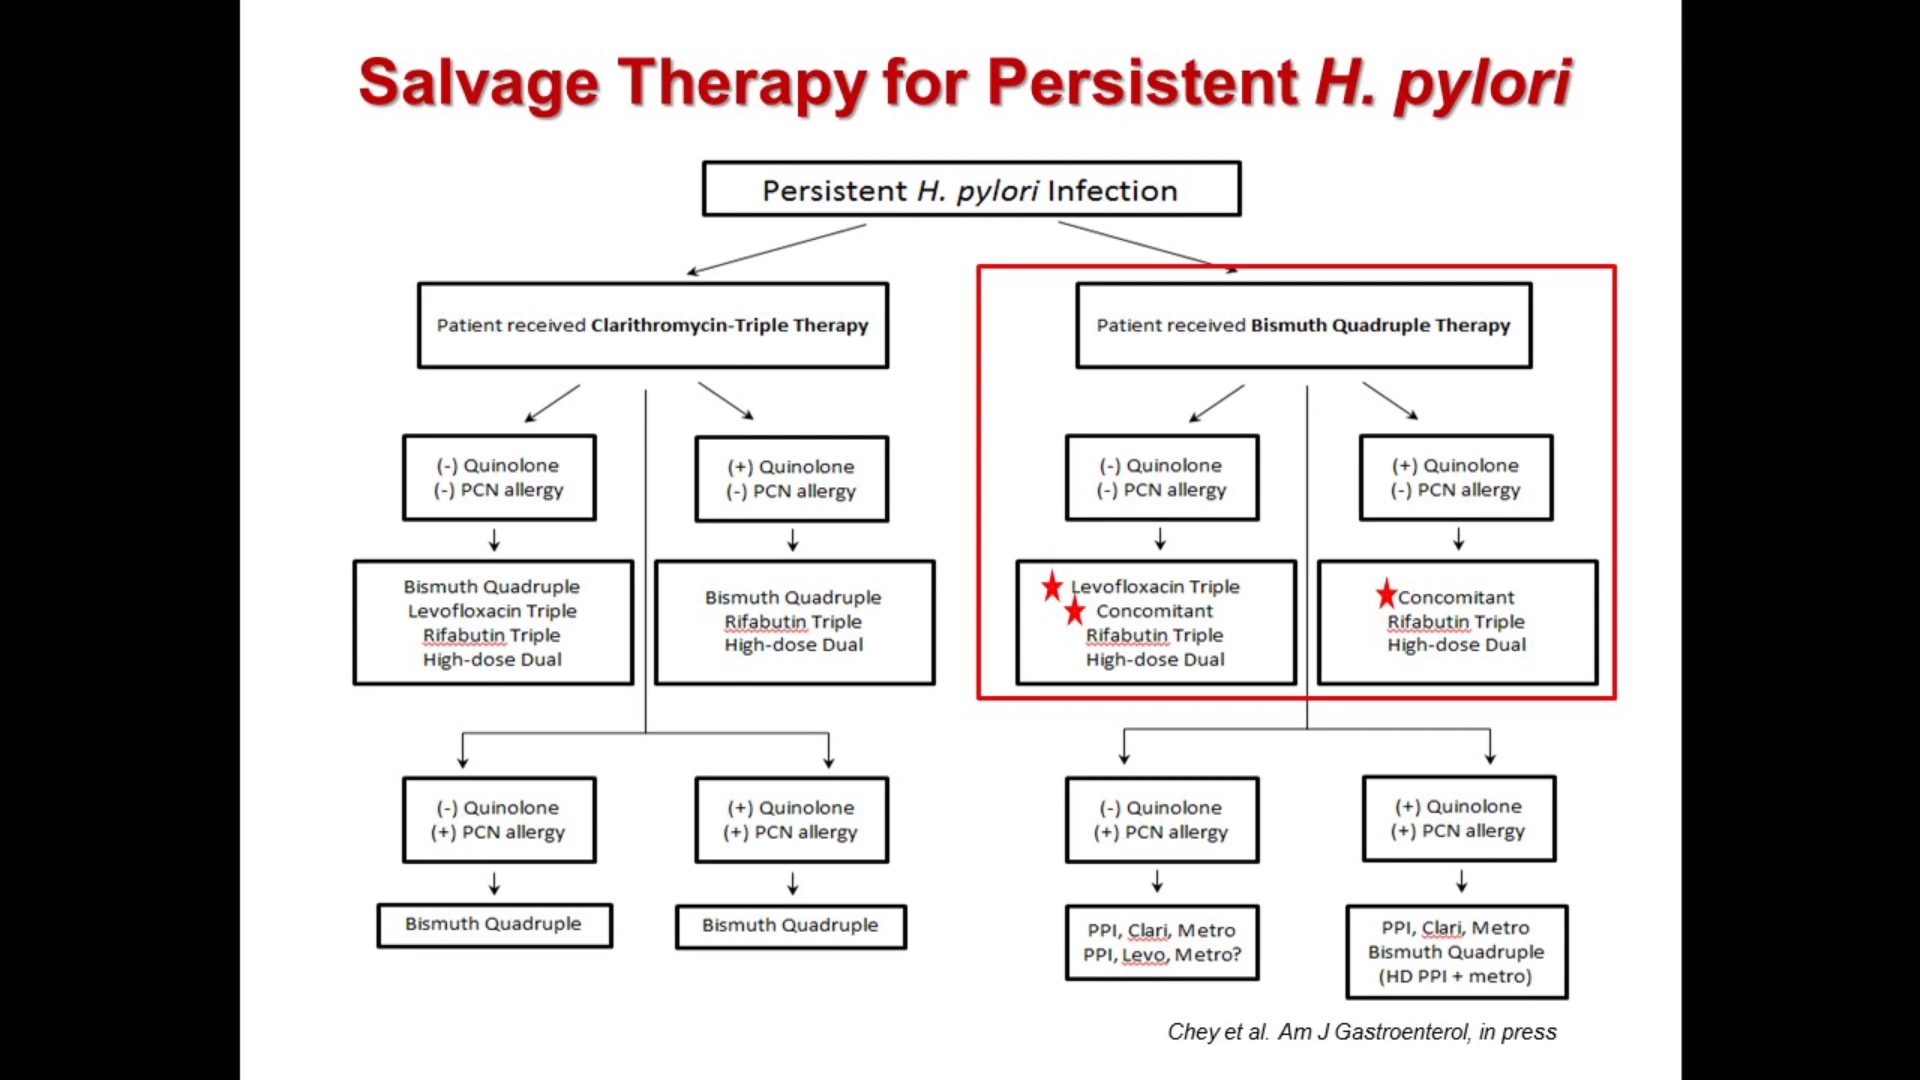 Salvage Therapy for Persistent H. pylori
Persistent H. pylori Infection
Patient received Clarithromycin-Triple Therapy
Patient received Bismuth Quadruple Therapy
(-) Quinolone
(-) PCN allergy
(+) Quinolone
(-) PCN allergy
(-) Quinolone
(-) PCN allergy
(+) Quinolone
(-) PCN allergy
Bismuth Quadruple
Levofloxacin Triple
Rifabutin Triple
High-dose Dual
Bismuth Quadruple
Rifabutin Triple
High-dose Dual
Levofloxacin Triple
Concomitant
Rifabutin Triple
High-dose Dual
Concomitant
Rifabutin Triple
High-dose Dual
(-) Quinolone
(+) PCN allergy
(+) Quinolone
(+) PCN allergy
(-) Quinolone
(+) PCN allergy
(+) Quinolone
(+) PCN allergy
Bismuth Quadruple
Bismuth Quadruple
PPI, Clari, Metro
PPI, Levo, Metro?
PPI, Clari, Metro
Bismuth Quadruple
(HD PPI + metro)
Chey et al. Am J Gastroenterol, in press